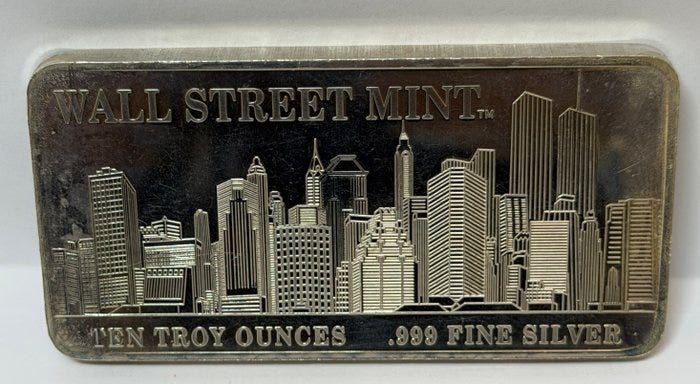 WALL STREET MINT™
TEN TROY OUNCES .999 FINE SILVER